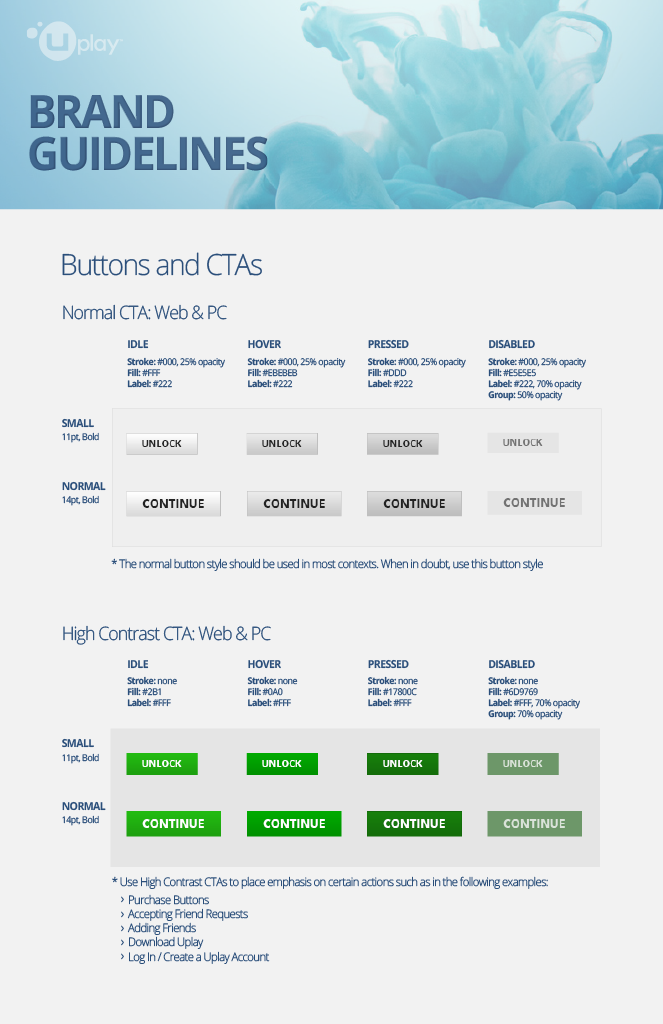 Uplay
BRAND
GUIDELINES
Buttons and CTAs
Normal CTA: Web & PC
IDLE
Stroke: #000, 25% opacity
Fill: #FFF
Label: #222
HOVER
Stroke: #000, 25% opacity
Fill: #EBEBEB
Label: #222
PRESSED
Stroke: #000, 25% opacity
Fill: #DDD
Label: #222
DISABLED
Stroke: #000, 25% opacity
Fill: #E5E5E5
Label: #222, 70% opacity
Group: 50% opacity
SMALL
11pt, Bold
UNLOCK UNLOCK UNLOCK UNLOCK
NORMAL
14pt, Bold
CONTINUE CONTINUE CONTINUE CONTINUE
* The normal button style should be used in most contexts. When in doubt, use this button style
High Contrast CTA: Web & PC
IDLE
Stroke: none
Fill: #2B1
Label: #FFF
HOVER
Stroke: none
Fill: #0A0
Label: #FFF
PRESSED
Stroke: none
Fill: #17800C
Label: #FFF
DISABLED
Stroke: none
Fill: #6D9769
Label: #FFF, 70% opacity
Group: 70% opacity
SMALL
11pt, Bold
UNLOCK UNLOCK UNLOCK UNLOCK
NORMAL
14pt, Bold
CONTINUE CONTINUE CONTINUE CONTINUE
* Use High Contrast CTAs to place emphasis on certain actions such as in the following examples:
› Purchase Buttons
› Accepting Friend Requests
› Adding Friends
› Download Uplay
› Log In / Create a Uplay Account